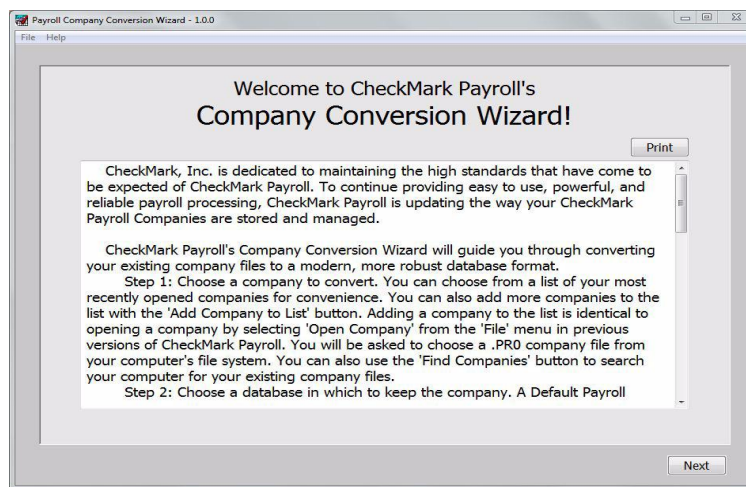 Payroll Company Conversion Wizard - 1.0.0
File Help
Welcome to CheckMark Payroll's
Company Conversion Wizard!
Print
CheckMark, Inc. is dedicated to maintaining the high standards that have come to
be expected of CheckMark Payroll. To continue providing easy to use, powerful, and
reliable payroll processing, CheckMark Payroll is updating the way your CheckMark
Payroll Companies are stored and managed.
CheckMark Payroll's Company Conversion Wizard will guide you through converting
your existing company files to a modern, more robust database format.
Step 1: Choose a company to convert. You can choose from a list of your most
recently opened companies for convenience. You can also add more companies to the
list with the 'Add Company to List' button. Adding a company to the list is identical to
opening a company by selecting 'Open Company' from the 'File' menu in previous
versions of CheckMark Payroll. You will be asked to choose a .PR0 company file from
your computer's file system. You can also use the 'Find Companies' button to search
your computer for your existing company files.
Step 2: Choose a database in which to keep the company. A Default Payroll
Next